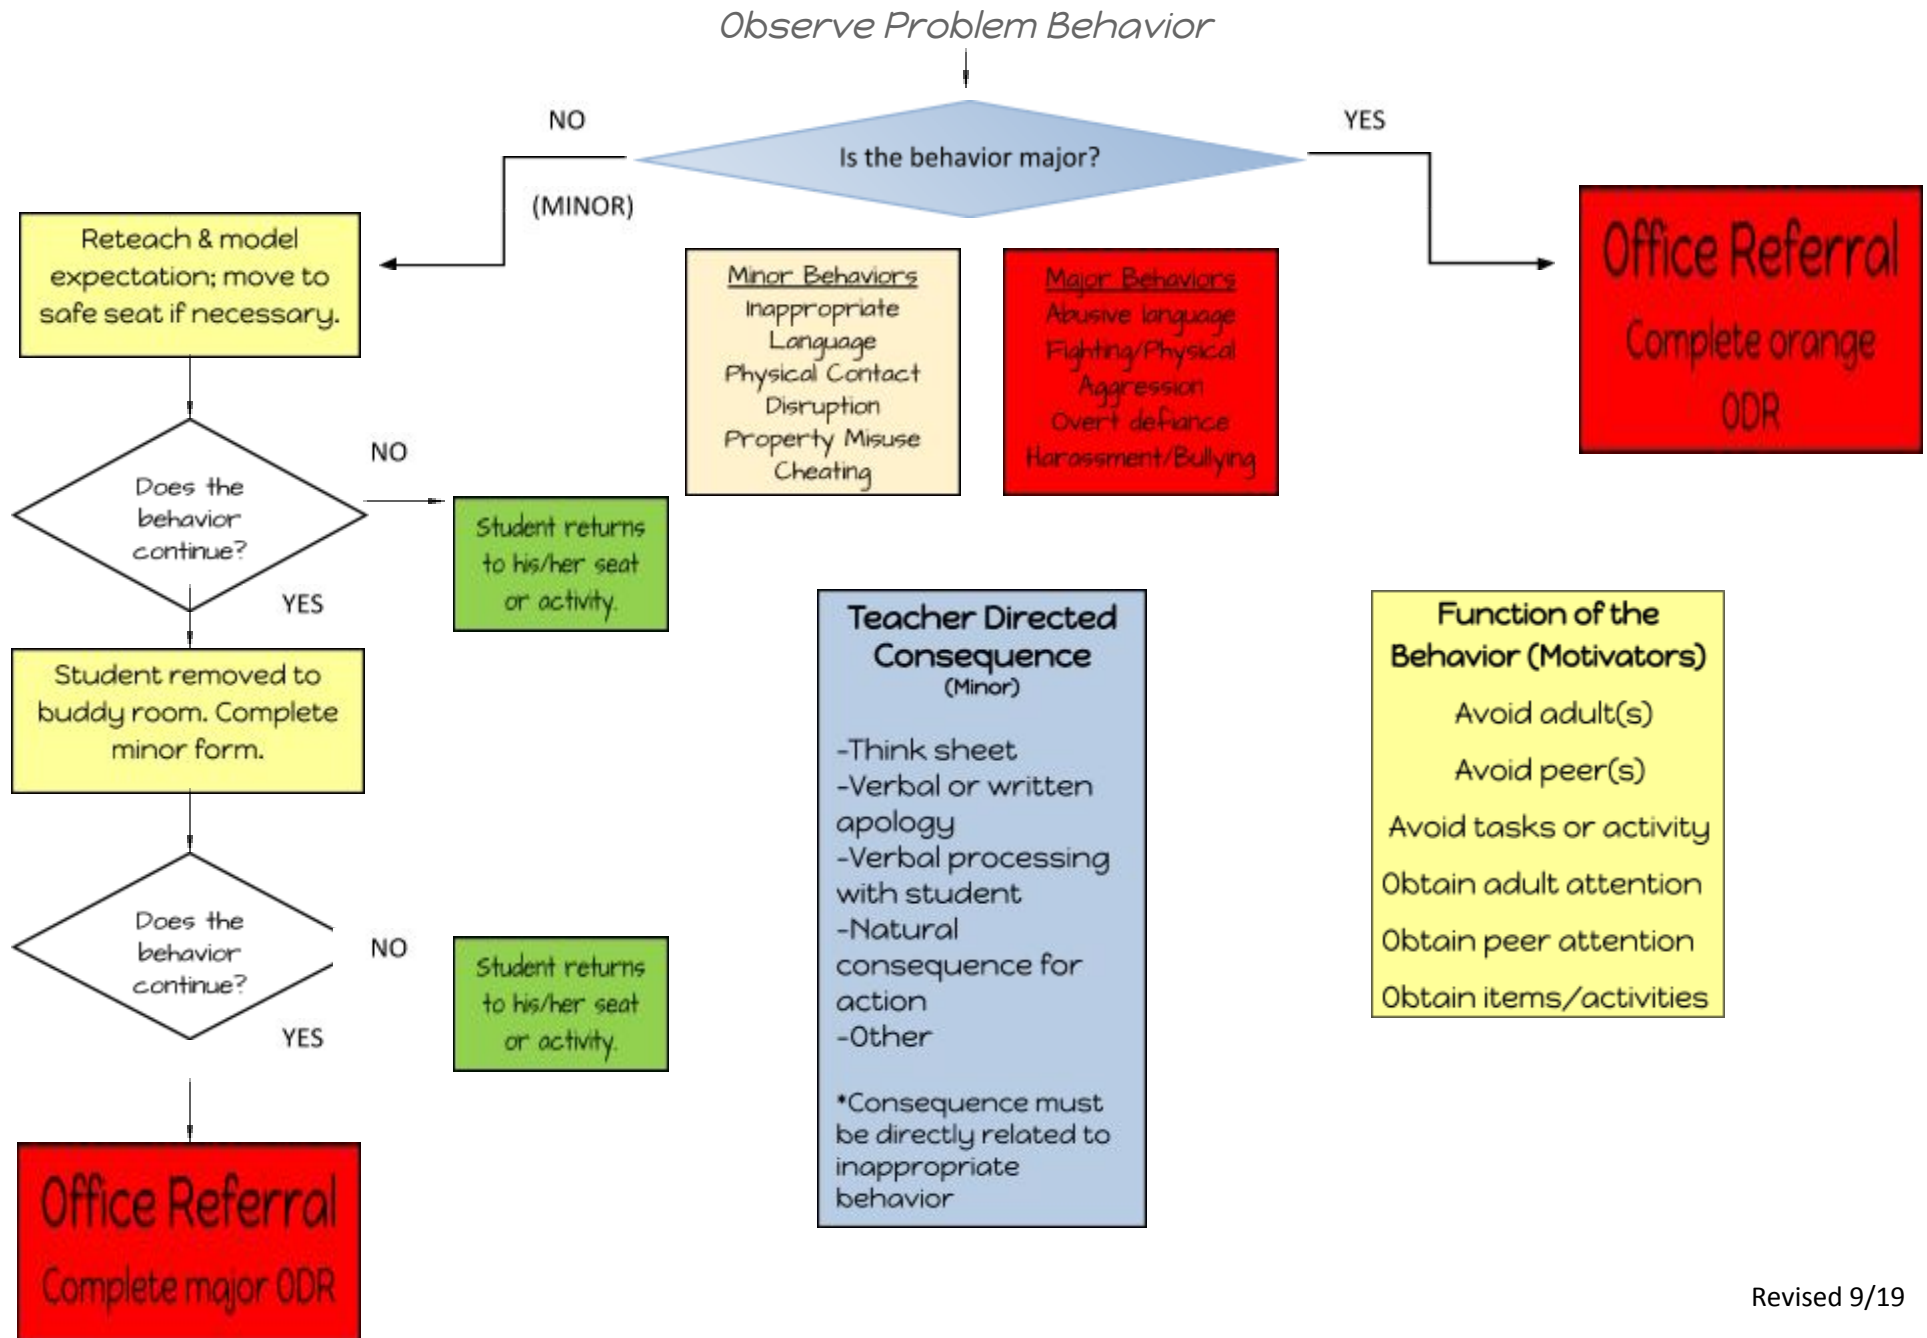 Observe Problem Behavior
NO
YES
Is the behavior major?
(MINOR)
Reteach & model
expectation; move to
safe seat if necessary.
Minor Behaviors
Inappropriate
Language
Physical Contact
Disruption
Property Misuse
Cheating
Major Behaviors
Abusive language
Fighting/Physical
Aggression
Overt defiance
Harassment/Bullying
Office Referral
Complete orange
ODR
Does the
behavior
continue?
NO
YES
Student returns
to his/her seat
or activity.
Student removed to
buddy room. Complete
minor form.
Does the
behavior
continue?
NO
YES
Student returns
to his/her seat
or activity.
Office Referral
Complete major ODR
Teacher Directed
Consequence
(Minor)
-Think sheet
-Verbal or written
apology
-Verbal processing
with student
-Natural
consequence for
action
-Other
*Consequence must
be directly related to
inappropriate
behavior
Function of the
Behavior (Motivators)
Avoid adult(s)
Avoid peer(s)
Avoid tasks or activity
Obtain adult attention
Obtain peer attention
Obtain items/activities
Revised 9/19